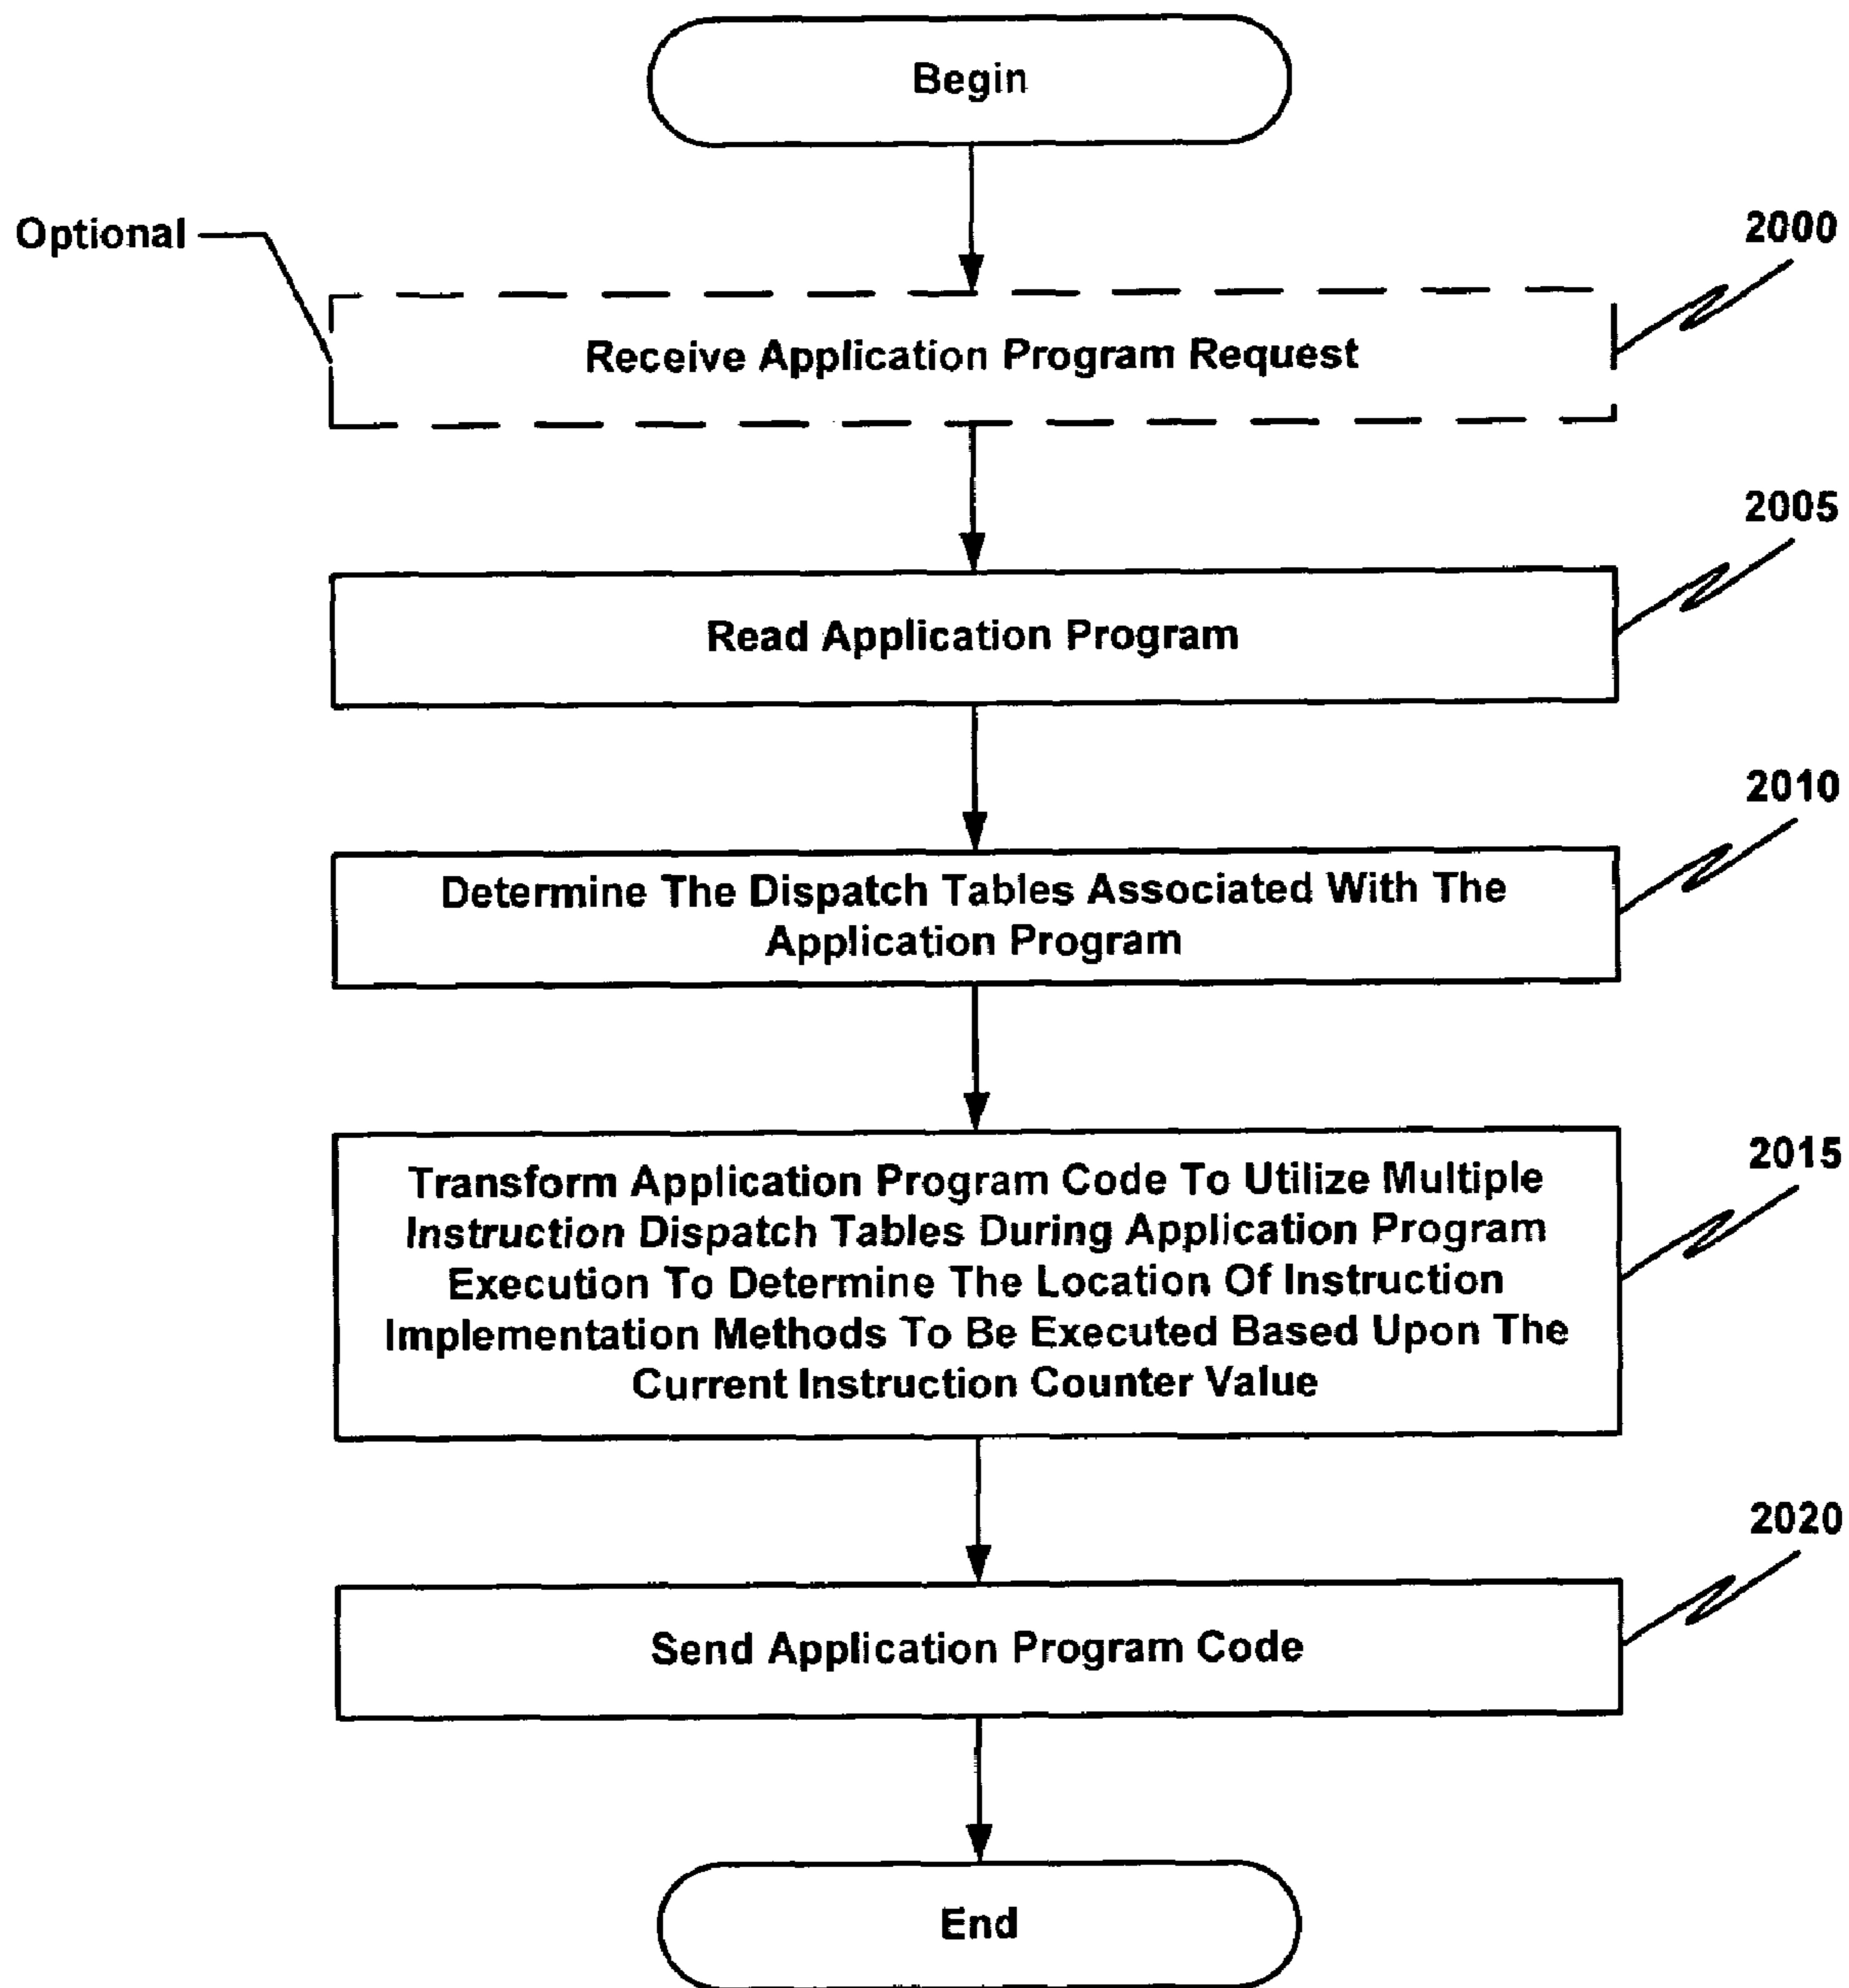 Begin
Optional
2000
Receive Application Program Request
2005
Read Application Program
2010
Determine The Dispatch Tables Associated With The
Application Program
2015
Transform Application Program Code To Utilize Multiple
Instruction Dispatch Tables During Application Program
Execution To Determine The Location Of Instruction
Implementation Methods To Be Executed Based Upon The
Current Instruction Counter Value
2020
Send Application Program Code
End